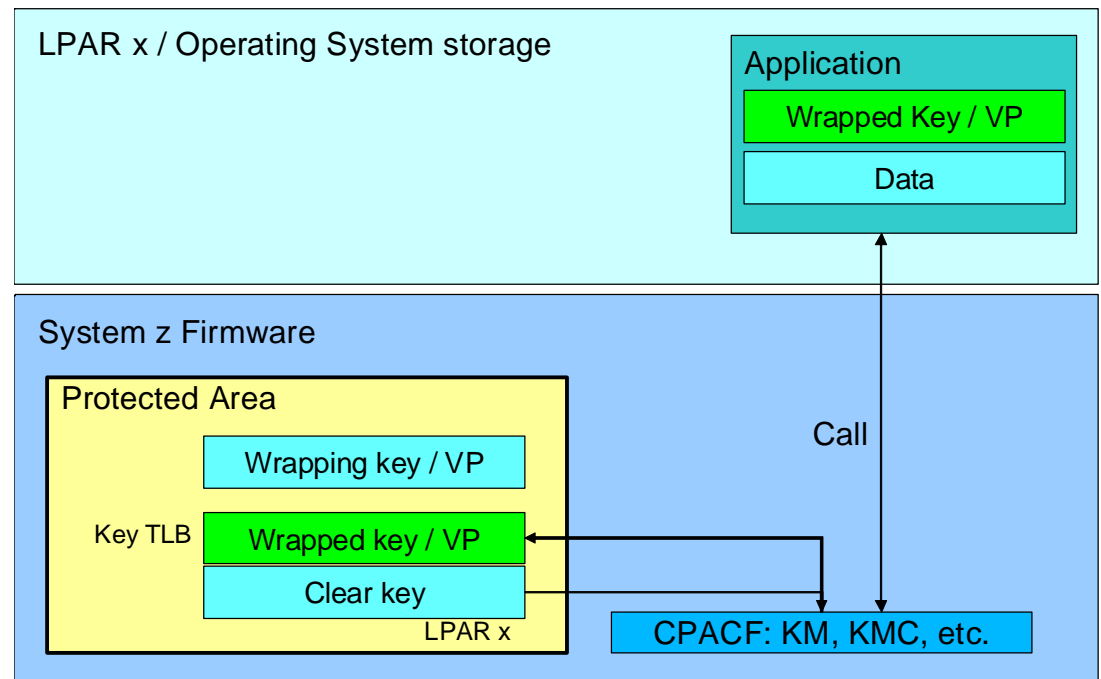 LPAR x / Operating System storage
Application
Wrapped Key / VP
Data
System z Firmware
Protected Area
Wrapping key / VP
Key TLB
Wrapped key / VP
Clear key
LPAR x
Call
CPACF: KM, KMC, etc.